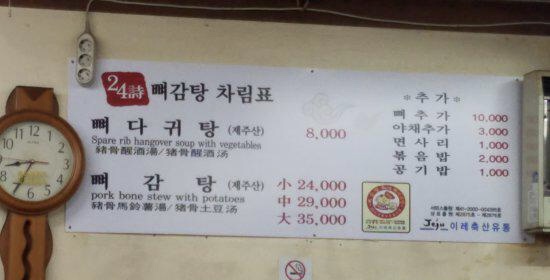 24時 뼈감탕 차림표
뼈다귀탕 (제주산) 8,000
Spare rib hangover soup with vegetables
豬骨醒酒湯/猪骨醒酒汤
뼈감탕 (제주산) 小 24,000
pork bone stew with potatoes 中 29,000
豬骨馬鈴薯湯/猪骨土豆汤 大 35,000
※ 추가 ※
뼈추가 10,000
야채추가 3,000
면사리 1,000
볶음밥 2,000
공기밥 1,000
Jeju 이레축산유통